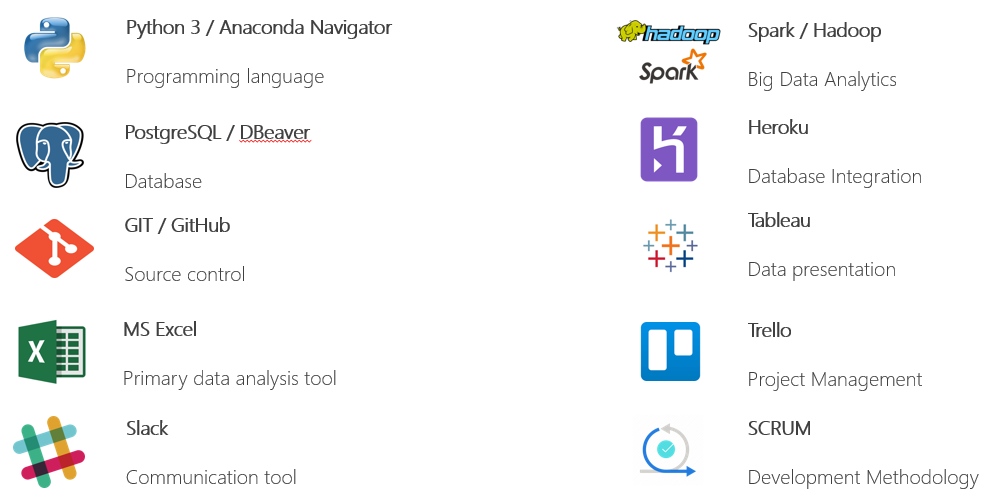 Python 3 / Anaconda Navigator
Programming language
PostgreSQL / DBeaver
Database
GIT / GitHub
Source control
X
MS Excel
Primary data analysis tool
Slack
Communication tool
hadoop
Spark
Spark / Hadoop
Big Data Analytics
Heroku
Database Integration
Tableau
Data presentation
Trello
Project Management
SCRUM
Development Methodology